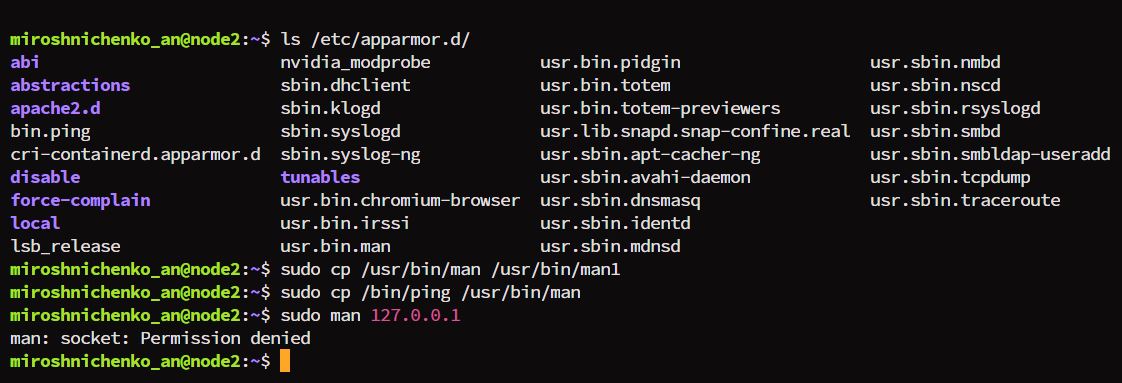 miroshnichenko_an@node2:~$ ls /etc/apparmor.d/
abi nvidia_modprobe usr.bin.pidgin usr.sbin.nmbd
abstractions sbin.dhclient usr.bin.totem usr.sbin.nscd
apache2.d sbin.klogd usr.bin.totem-previewers usr.sbin.rsyslogd
bin.ping sbin.syslogd usr.lib.snapd.snap-confine.real usr.sbin.smbd
cri-containerd.apparmor.d sbin.syslog-ng usr.sbin.apt-cacher-ng usr.sbin.smbldap-useradd
disable tunables usr.sbin.avahi-daemon usr.sbin.tcpdump
force-complain usr.bin.chromium-browser usr.sbin.dnsmasq usr.sbin.traceroute
local usr.bin.irssi usr.sbin.identd
lsb_release usr.bin.man usr.sbin.mdnsd
miroshnichenko_an@node2:~$ sudo cp /usr/bin/man /usr/bin/man1
miroshnichenko_an@node2:~$ sudo cp /bin/ping /usr/bin/man
miroshnichenko_an@node2:~$ sudo man 127.0.0.1
man: socket: Permission denied
miroshnichenko_an@node2:~$